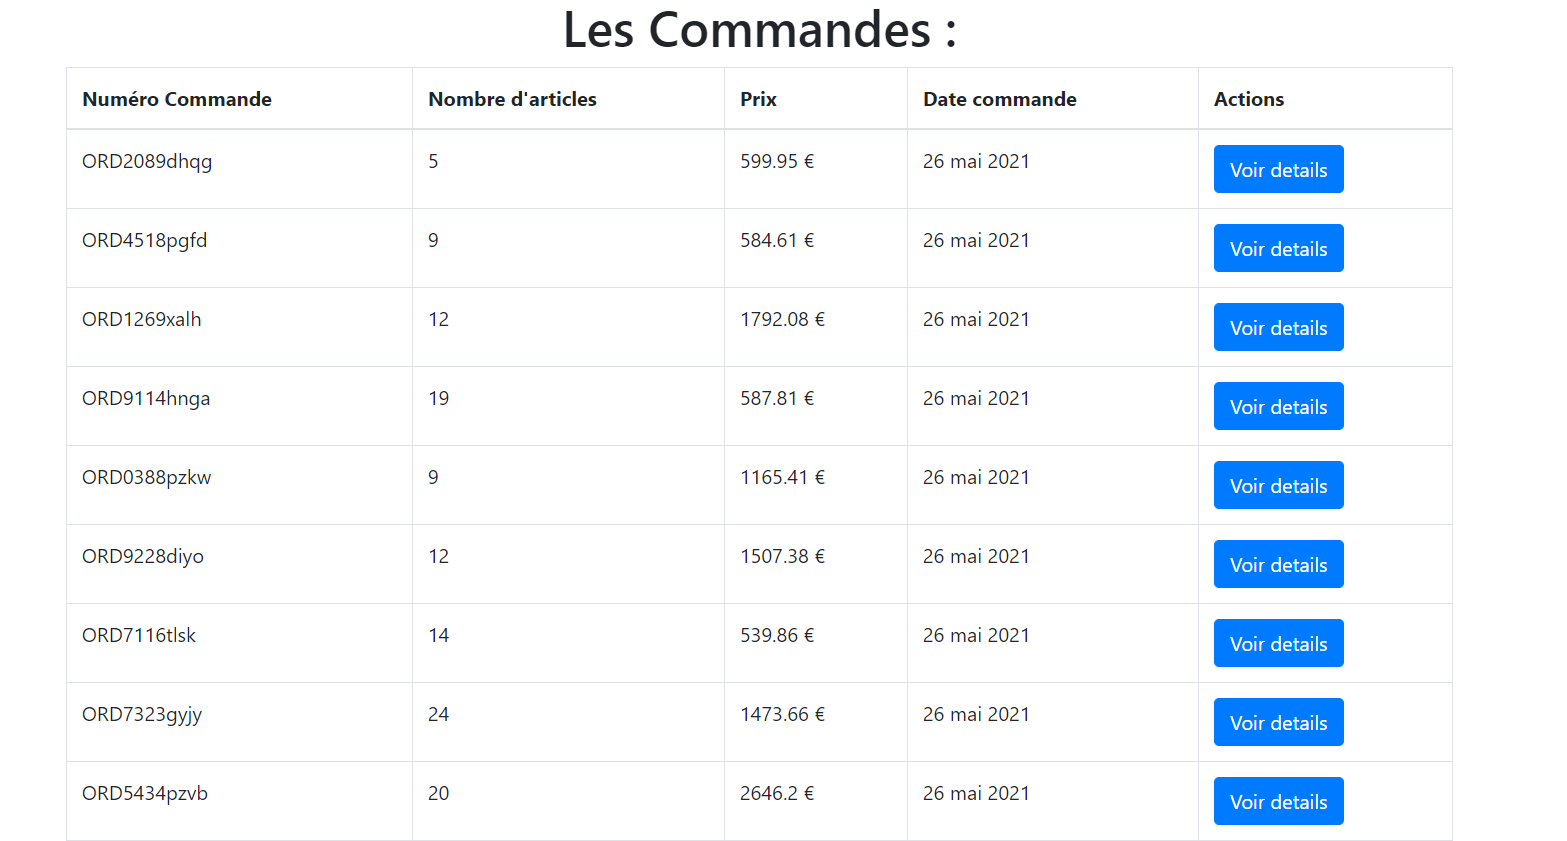 Les Commandes :
Numéro Commande Nombre d'articles Prix Date commande Actions
ORD2089dhqg 5 599.95 € 26 mai 2021 Voir details
ORD4518pgfd 9 584.61 € 26 mai 2021 Voir details
ORD1269xalh 12 1792.08 € 26 mai 2021 Voir details
ORD9114hnga 19 587.81 € 26 mai 2021 Voir details
ORD0388pzkw 9 1165.41 € 26 mai 2021 Voir details
ORD9228diyo 12 1507.38 € 26 mai 2021 Voir details
ORD7116tlsk 14 539.86 € 26 mai 2021 Voir details
ORD7323gyjy 24 1473.66 € 26 mai 2021 Voir details
ORD5434pzvb 20 2646.2 € 26 mai 2021 Voir details